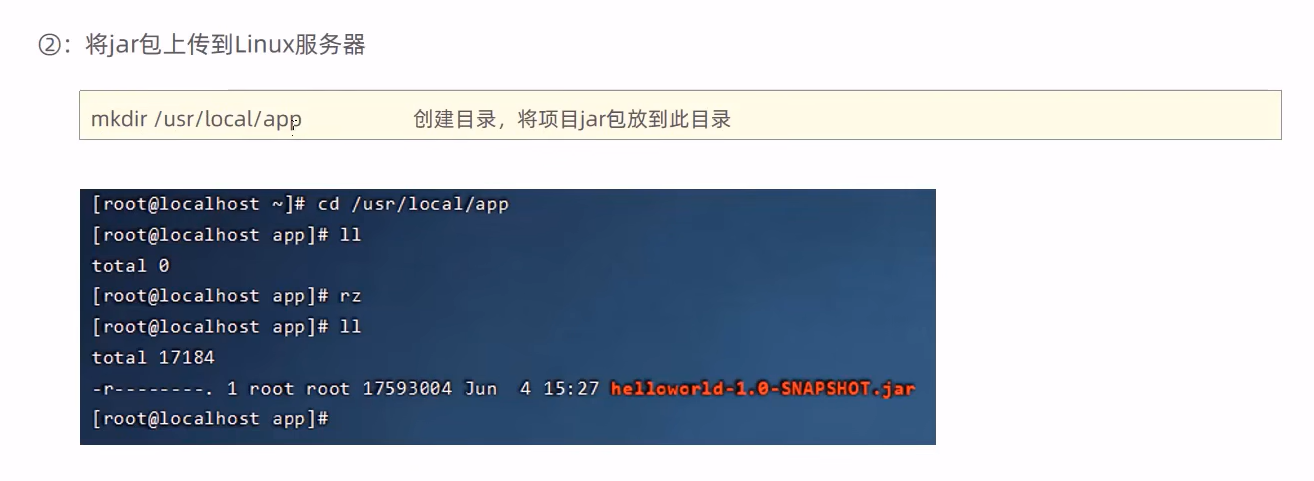 ②：将jar包上传到Linux服务器
mkdir /usr/local/app 创建目录，将项目jar包放到此目录
[root@localhost ~]# cd /usr/local/app
[root@localhost app]# ll
total 0
[root@localhost app]# rz
[root@localhost app]# ll
total 17184
-r--------. 1 root root 17593004 Jun  4 15:27 helloworld-1.0-SNAPSHOT.jar
[root@localhost app]#